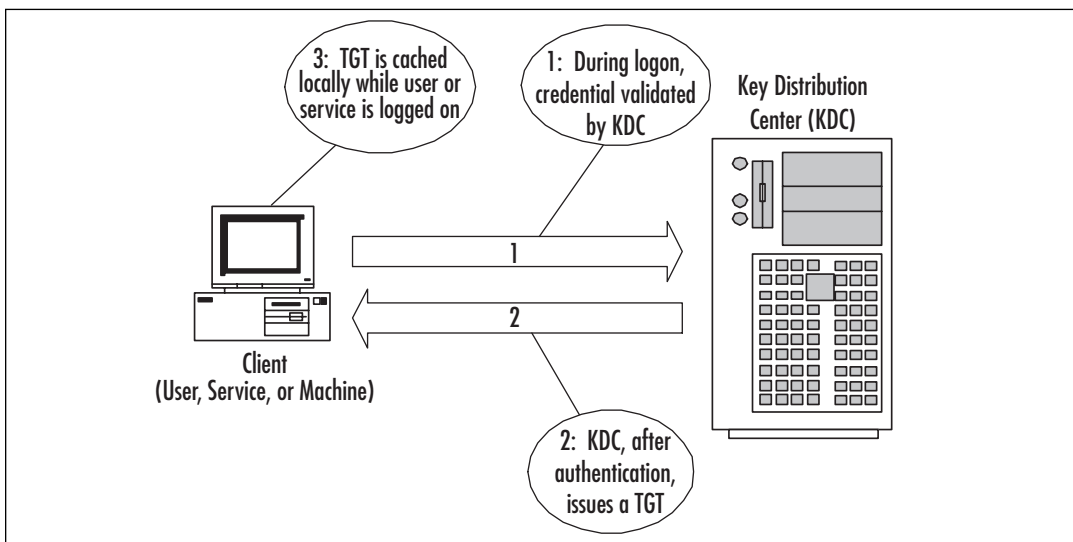 3: TGT is cached
locally while user or
service is logged on
1: During logon,
credential validated
by KDC
Key Distribution
Center (KDC)
1
2
Client
(User, Service, or Machine)
2: KDC, after
authentication,
issues a TGT